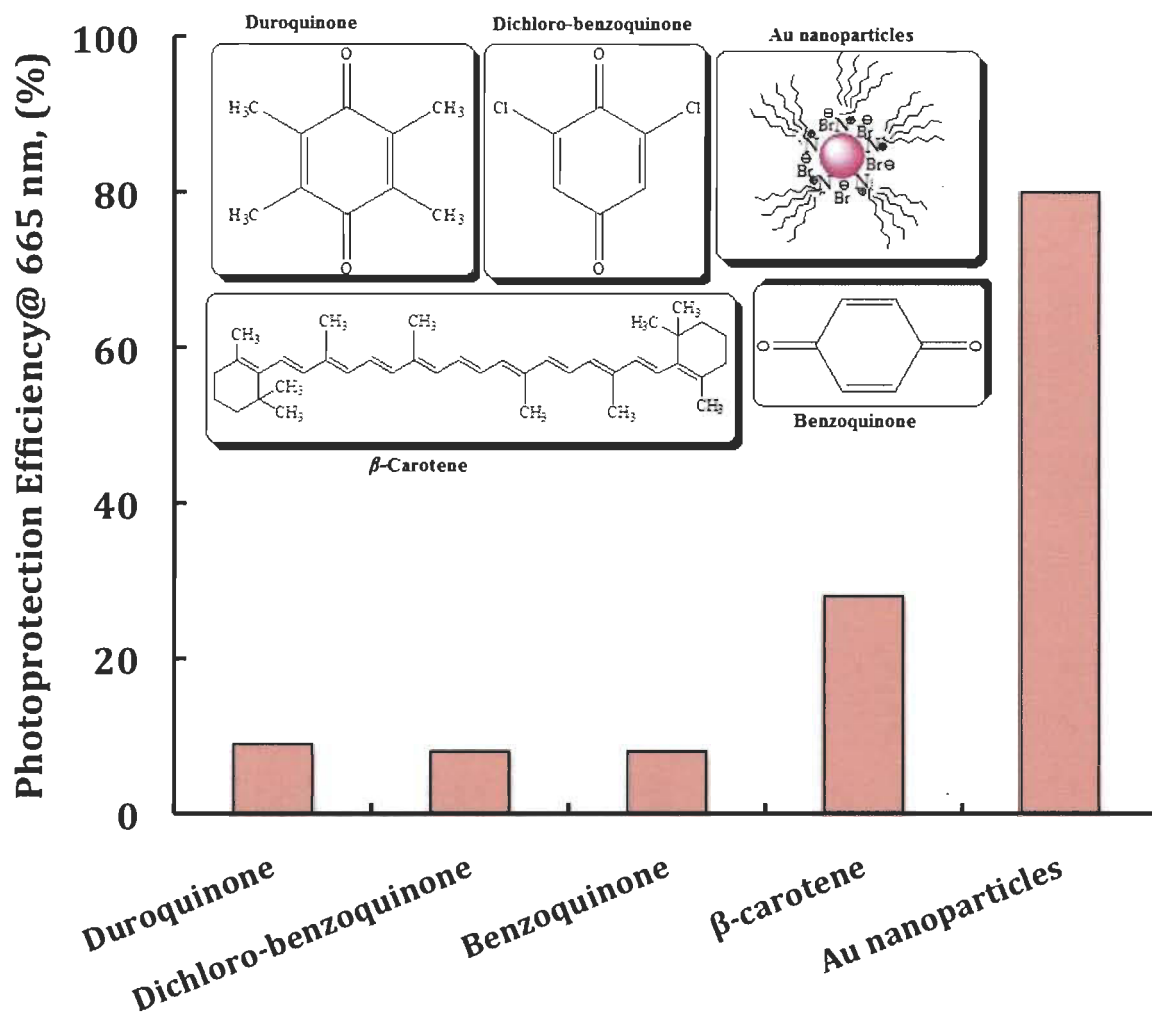 Photoprotection Efficiency@ 665 nm, (%)
100
80
60
40
20
0
Duroquinone
O
H₃C
CH₃
H₃C
CH₃
O
Dichloro-benzoquinone
O
Cl
Cl
O
Au nanoparticles
⊖
Br N ⊕ ⊖
Br
N
N ⊕
⊖
Br
Br ⊖
N
⊖
N
Br
β-Carotene
CH₃
CH₃
CH₃
CH₃
H₃C
CH₃
CH₃
CH₃
CH₃
CH₃
O
O
Benzoquinone
Duroquinone
Dichloro-benzoquinone
Benzoquinone
β-carotene
Au nanoparticles